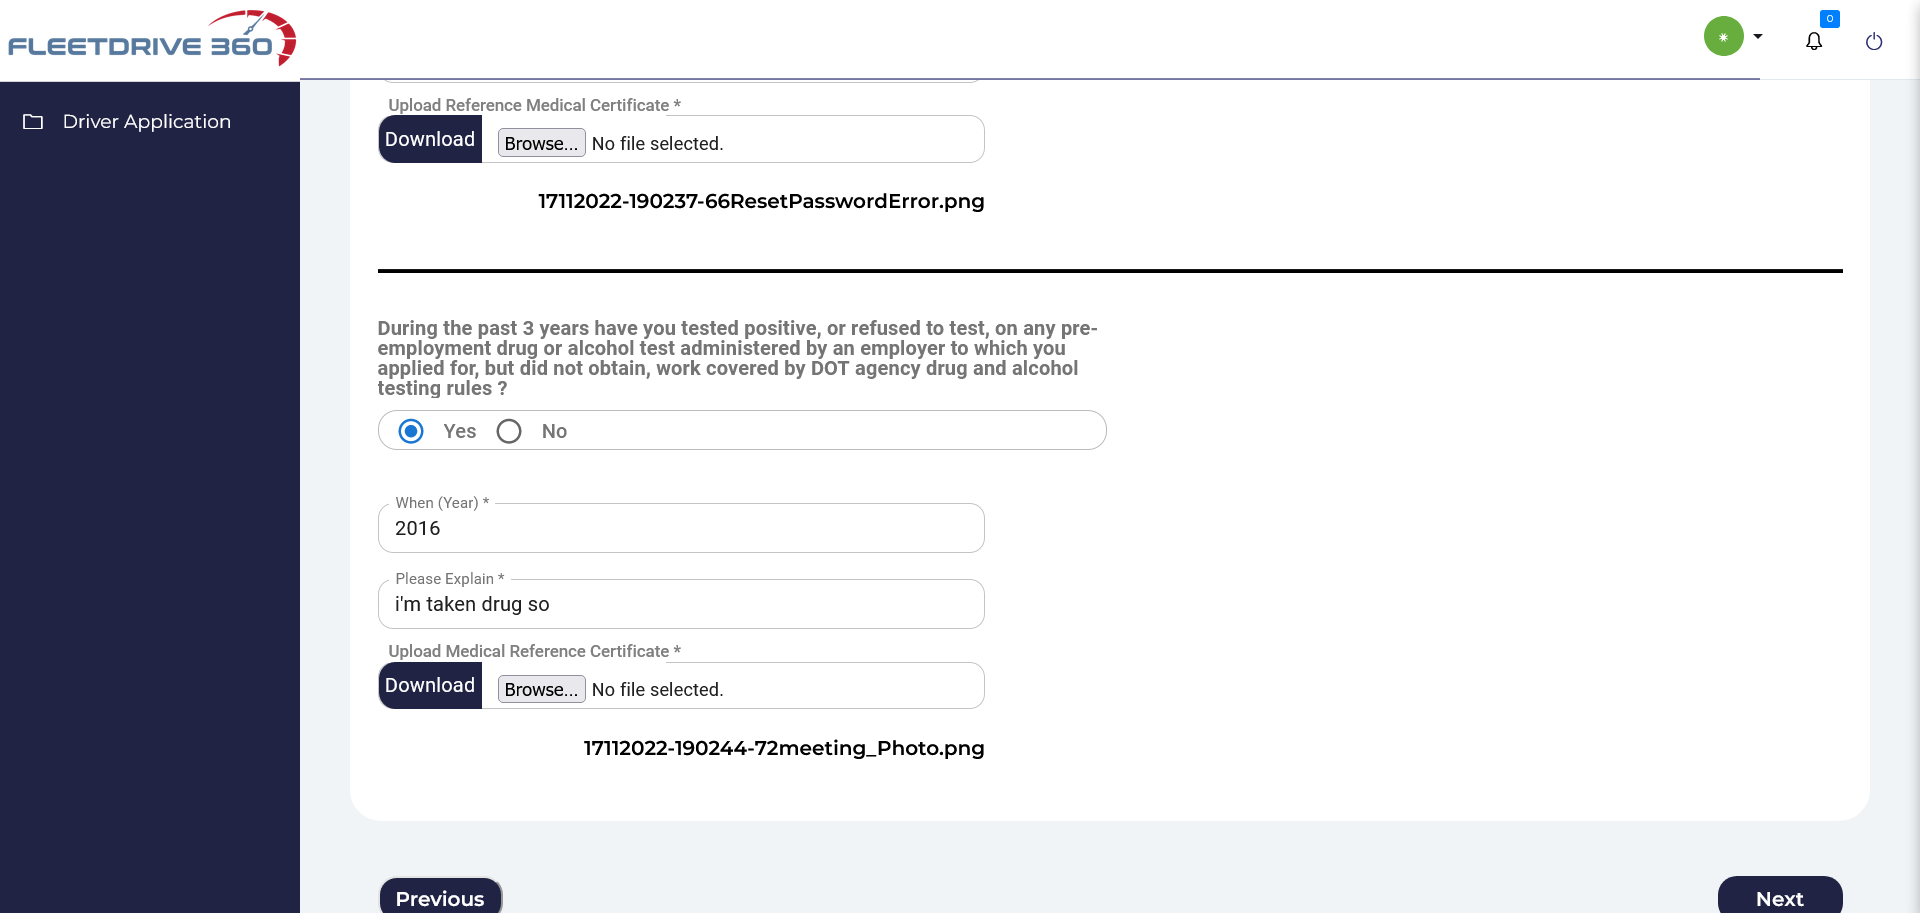 FLEETDRIVE 360
0
Driver Application
Upload Reference Medical Certificate *
Download Browse... No file selected.
17112022-190237-66ResetPasswordError.png
During the past 3 years have you tested positive, or refused to test, on any pre-
employment drug or alcohol test administered by an employer to which you
applied for, but did not obtain, work covered by DOT agency drug and alcohol
testing rules ?
Yes No
When (Year) *
2016
Please Explain *
i'm taken drug so
Upload Medical Reference Certificate *
Download Browse... No file selected.
17112022-190244-72meeting_Photo.png
Previous Next